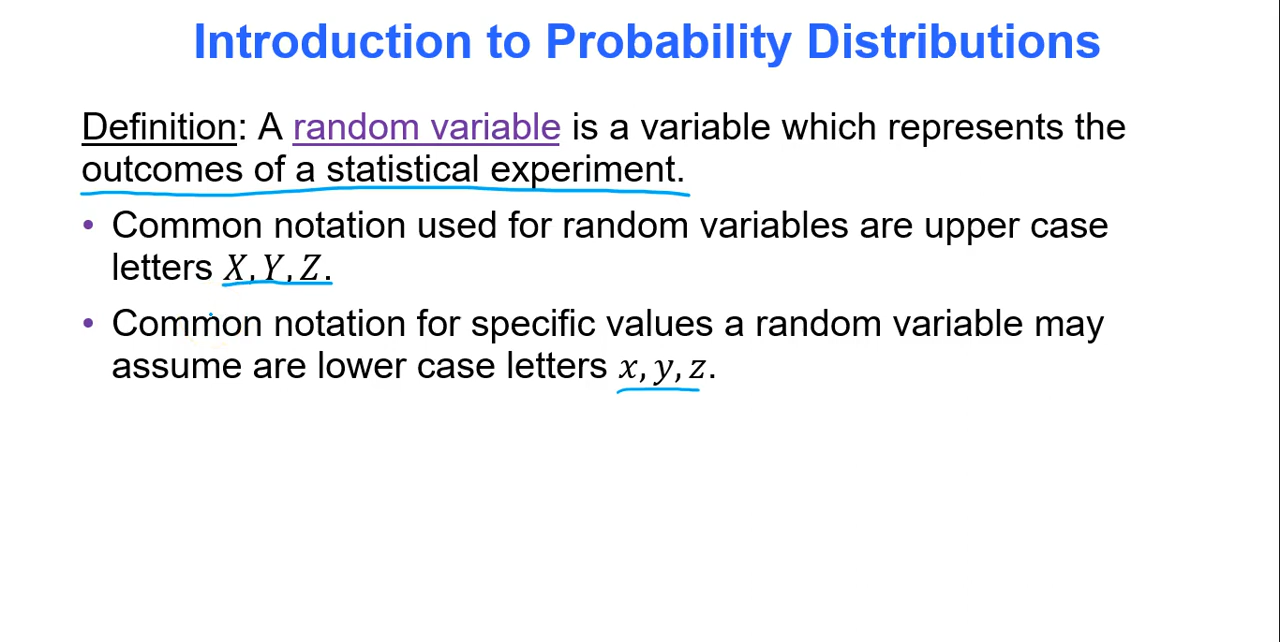 Introduction to Probability Distributions
Definition: A random variable is a variable which represents the
outcomes of a statistical experiment.
• Common notation used for random variables are upper case
letters X, Y, Z.
• Common notation for specific values a random variable may
assume are lower case letters x, y, z.